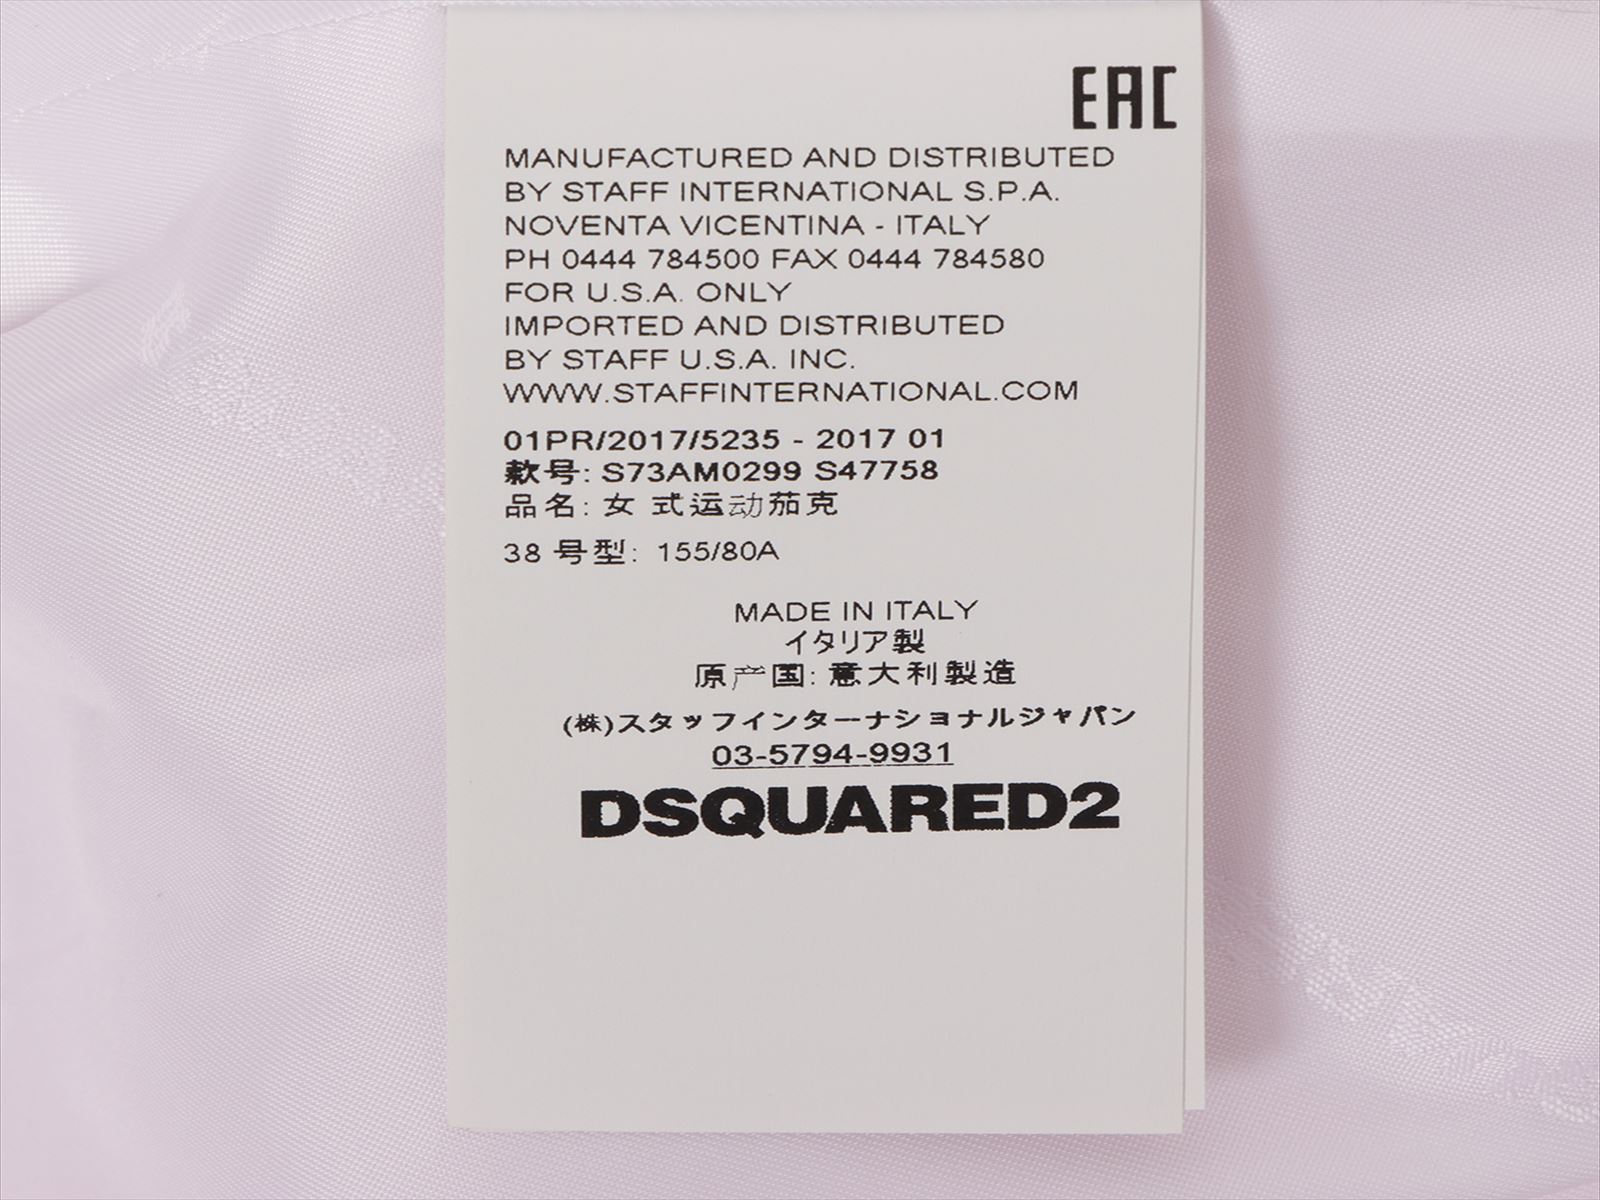 EAC
MANUFACTURED AND DISTRIBUTED
BY STAFF INTERNATIONAL S.P.A.
NOVENTA VICENTINA - ITALY
PH 0444 784500 FAX 0444 784580
FOR U.S.A. ONLY
IMPORTED AND DISTRIBUTED
BY STAFF U.S.A. INC.
WWW.STAFFINTERNATIONAL.COM
01PR/2017/5235 - 2017 01
款号: S73AM0299 S47758
品名: 女 式运动茄克
38 号型: 155/80A
MADE IN ITALY
イタリア製
原产国: 意大利製造
(株)スタッフインターナショナルジャパン
03-5794-9931
DSQUARED2